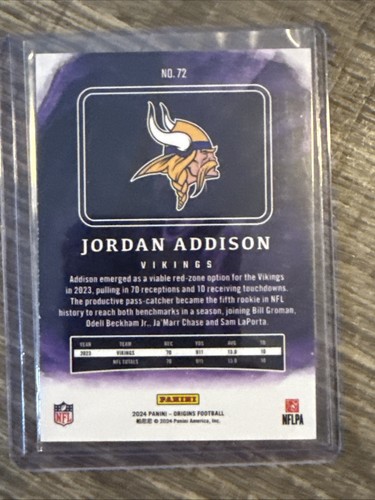 NO. 72
JORDAN ADDISON
VIKINGS
Addison emerged as a viable red-zone option for the Vikings
in 2023, pulling in 70 receptions and 10 receiving touchdowns.
The productive pass-catcher became the fifth rookie in NFL
history to reach both benchmarks in a season, joining Bill Groman,
Odell Beckham Jr., Ja'Marr Chase and Sam LaPorta.
YEAR TEAM REC YDS AVG TD
2023 VIKINGS 70 911 13.0 10
NFL TOTALS 70 911 13.0 10
PANINI
NFL
2024 PANINI – ORIGINS FOOTBALL
© 2024 Panini America, Inc.
NFLPA